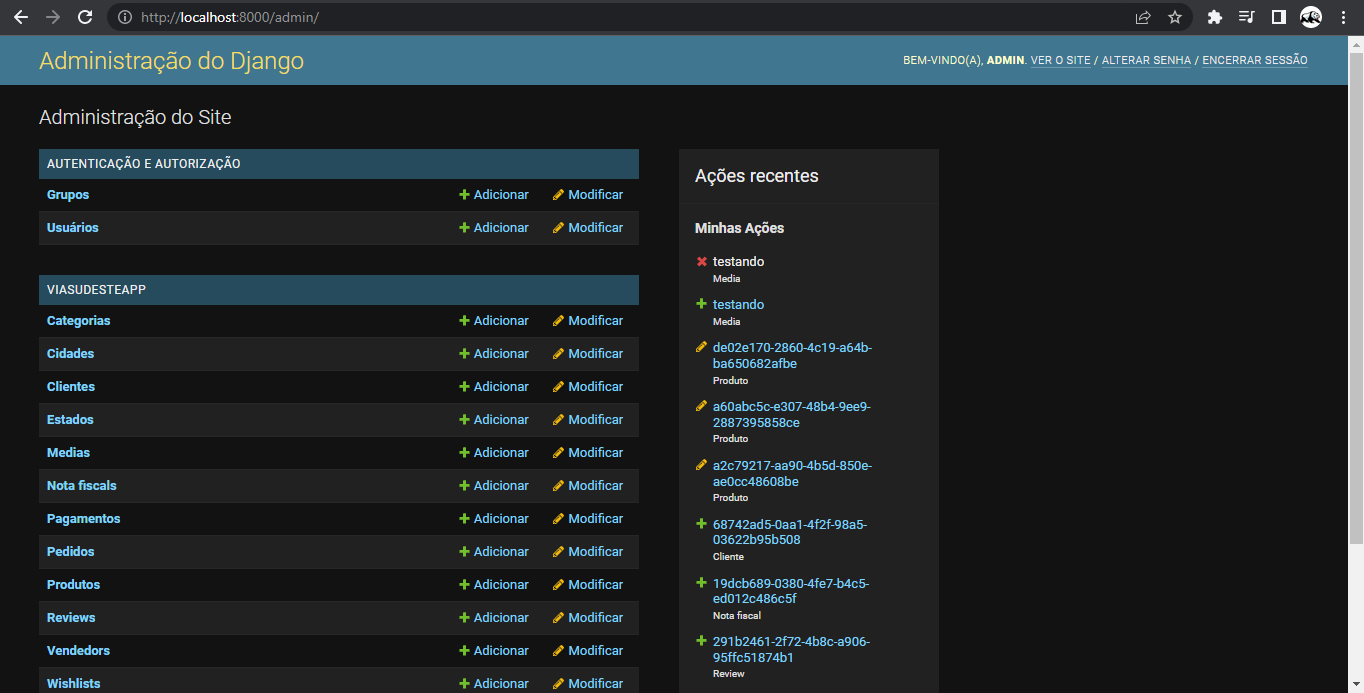 http://localhost:8000/admin/
Administração do Django
BEM-VINDO(A), ADMIN. VER O SITE / ALTERAR SENHA / ENCERRAR SESSÃO
Administração do Site
AUTENTICAÇÃO E AUTORIZAÇÃO
Grupos Adicionar Modificar
Usuários Adicionar Modificar
VIASUDESTEAPP
Categorias Adicionar Modificar
Cidades Adicionar Modificar
Clientes Adicionar Modificar
Estados Adicionar Modificar
Medias Adicionar Modificar
Nota fiscals Adicionar Modificar
Pagamentos Adicionar Modificar
Pedidos Adicionar Modificar
Produtos Adicionar Modificar
Reviews Adicionar Modificar
Vendedors Adicionar Modificar
Wishlists Adicionar Modificar
Ações recentes
Minhas Ações
testando
Media
testando
Media
de02e170-2860-4c19-a64b-
ba650682afbe
Produto
a60abc5c-e307-48b4-9ee9-
2887395858ce
Produto
a2c79217-aa90-4b5d-850e-
ae0cc48608be
Produto
68742ad5-0aa1-4f2f-98a5-
03622b95b508
Cliente
19dcb689-0380-4fe7-b4c5-
ed012c486c5f
Nota fiscal
291b2461-2f72-4b8c-a906-
95ffc51874b1
Review